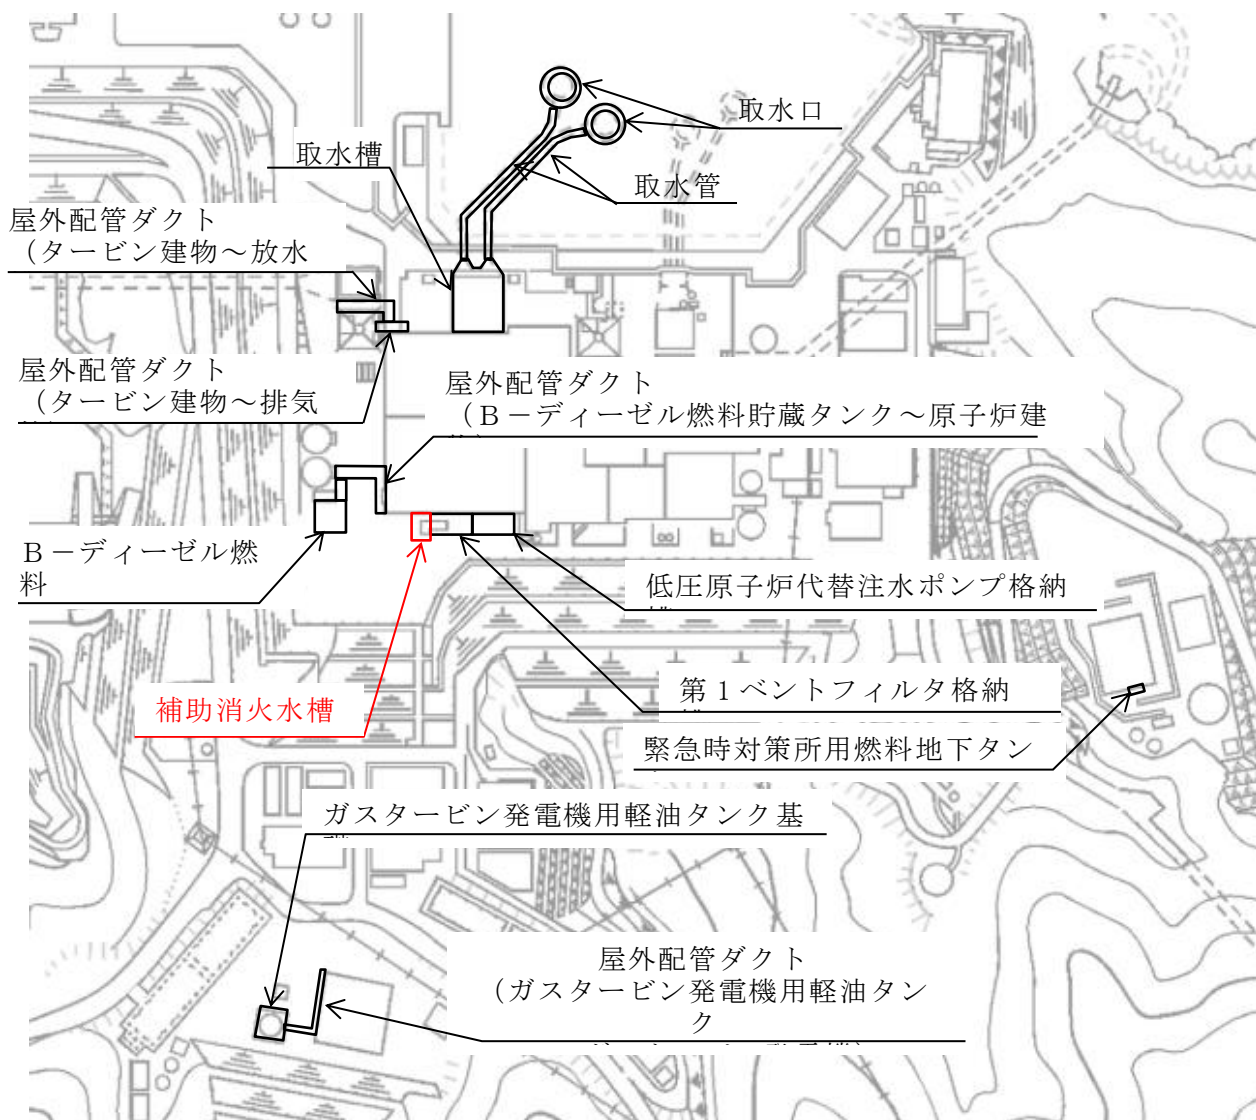 取水口
取水槽
取水管
屋外配管ダクト
(タービン建物～放水
屋外配管ダクト
(タービン建物～排気
屋外配管ダクト
(B－ディーゼル燃料貯蔵タンク～原子炉建
B－ディーゼル燃
料
低圧原子炉代替注水ポンプ格納
第1ベントフィルタ格納
補助消火水槽
緊急時対策所用燃料地下タン
ガスタービン発電機用軽油タンク基
屋外配管ダクト
(ガスタービン発電機用軽油タン
ク